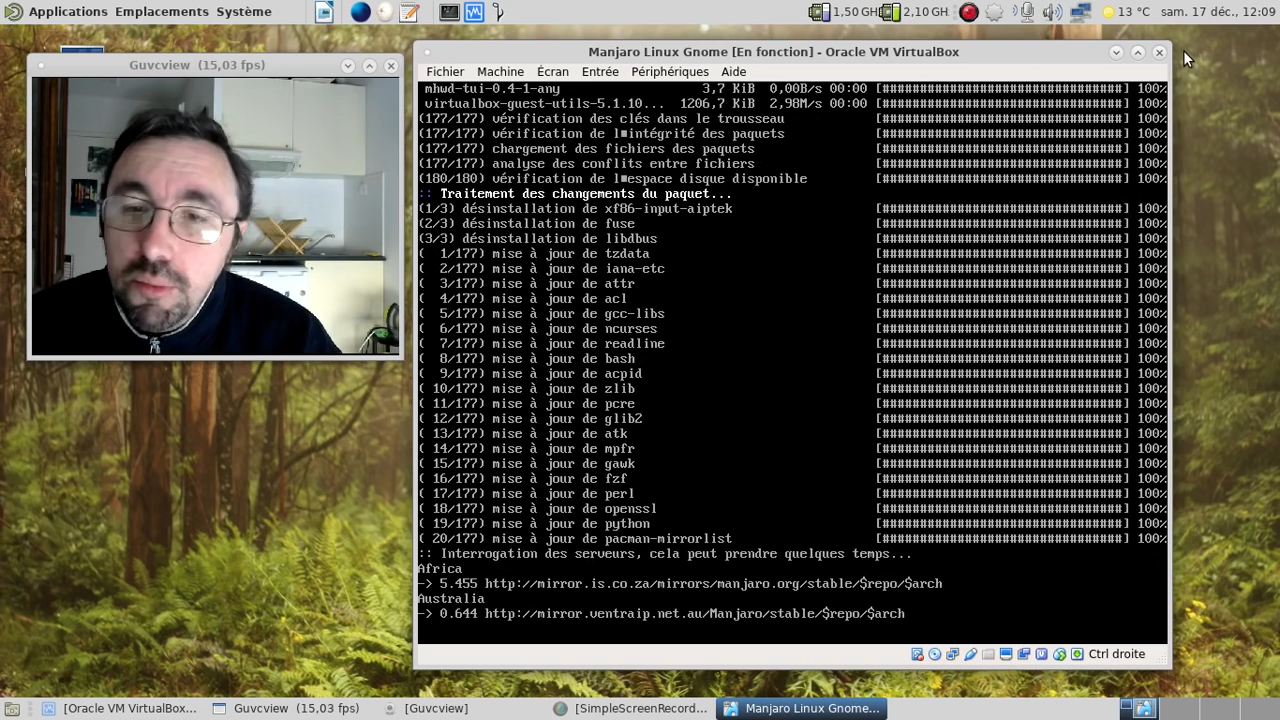 Applications Emplacements Système
1,50 GH 2,10 GH 13 °C sam. 17 déc., 12:09
Guvcview (15,03 fps)
Manjaro Linux Gnome [En fonction] - Oracle VM VirtualBox
Fichier Machine Écran Entrée Périphériques Aide
mhwd-tui-0.4-1-any 3,7 KiB 0,00B/s 00:00 [#################################] 100%
virtualbox-guest-utils-5.1.10... 1206,7 KiB 2,98M/s 00:00 [#################################] 100%
(177/177) vérification des clés dans le trousseau [#################################] 100%
(177/177) vérification de l■intégrité des paquets [#################################] 100%
(177/177) chargement des fichiers des paquets [#################################] 100%
(177/177) analyse des conflits entre fichiers [#################################] 100%
(180/180) vérification de l■espace disque disponible [#################################] 100%
:: Traitement des changements du paquet...
(1/3) désinstallation de xf86-input-aiptek [#################################] 100%
(2/3) désinstallation de fuse [#################################] 100%
(3/3) désinstallation de libdbus [#################################] 100%
( 1/177) mise à jour de tzdata [#################################] 100%
( 2/177) mise à jour de iana-etc [#################################] 100%
( 3/177) mise à jour de attr [#################################] 100%
( 4/177) mise à jour de acl [#################################] 100%
( 5/177) mise à jour de gcc-libs [#################################] 100%
( 6/177) mise à jour de ncurses [#################################] 100%
( 7/177) mise à jour de readline [#################################] 100%
( 8/177) mise à jour de bash [#################################] 100%
( 9/177) mise à jour de acpid [#################################] 100%
( 10/177) mise à jour de zlib [#################################] 100%
( 11/177) mise à jour de pcre [#################################] 100%
( 12/177) mise à jour de glib2 [#################################] 100%
( 13/177) mise à jour de atk [#################################] 100%
( 14/177) mise à jour de mpfr [#################################] 100%
( 15/177) mise à jour de gawk [#################################] 100%
( 16/177) mise à jour de fzf [#################################] 100%
( 17/177) mise à jour de perl [#################################] 100%
( 18/177) mise à jour de openssl [#################################] 100%
( 19/177) mise à jour de python [#################################] 100%
( 20/177) mise à jour de pacman-mirrorlist [#################################] 100%
:: Interrogation des serveurs, cela peut prendre quelques temps...
Africa
-> 5.455 http://mirror.is.co.za/mirrors/manjaro.org/stable/$repo/$arch
Australia
-> 0.644 http://mirror.ventraip.net.au/Manjaro/stable/$repo/$arch
Ctrl droite
[Oracle VM VirtualBox... Guvcview (15,03 fps) [Guvcview] [SimpleScreenRecord... Manjaro Linux Gnome...